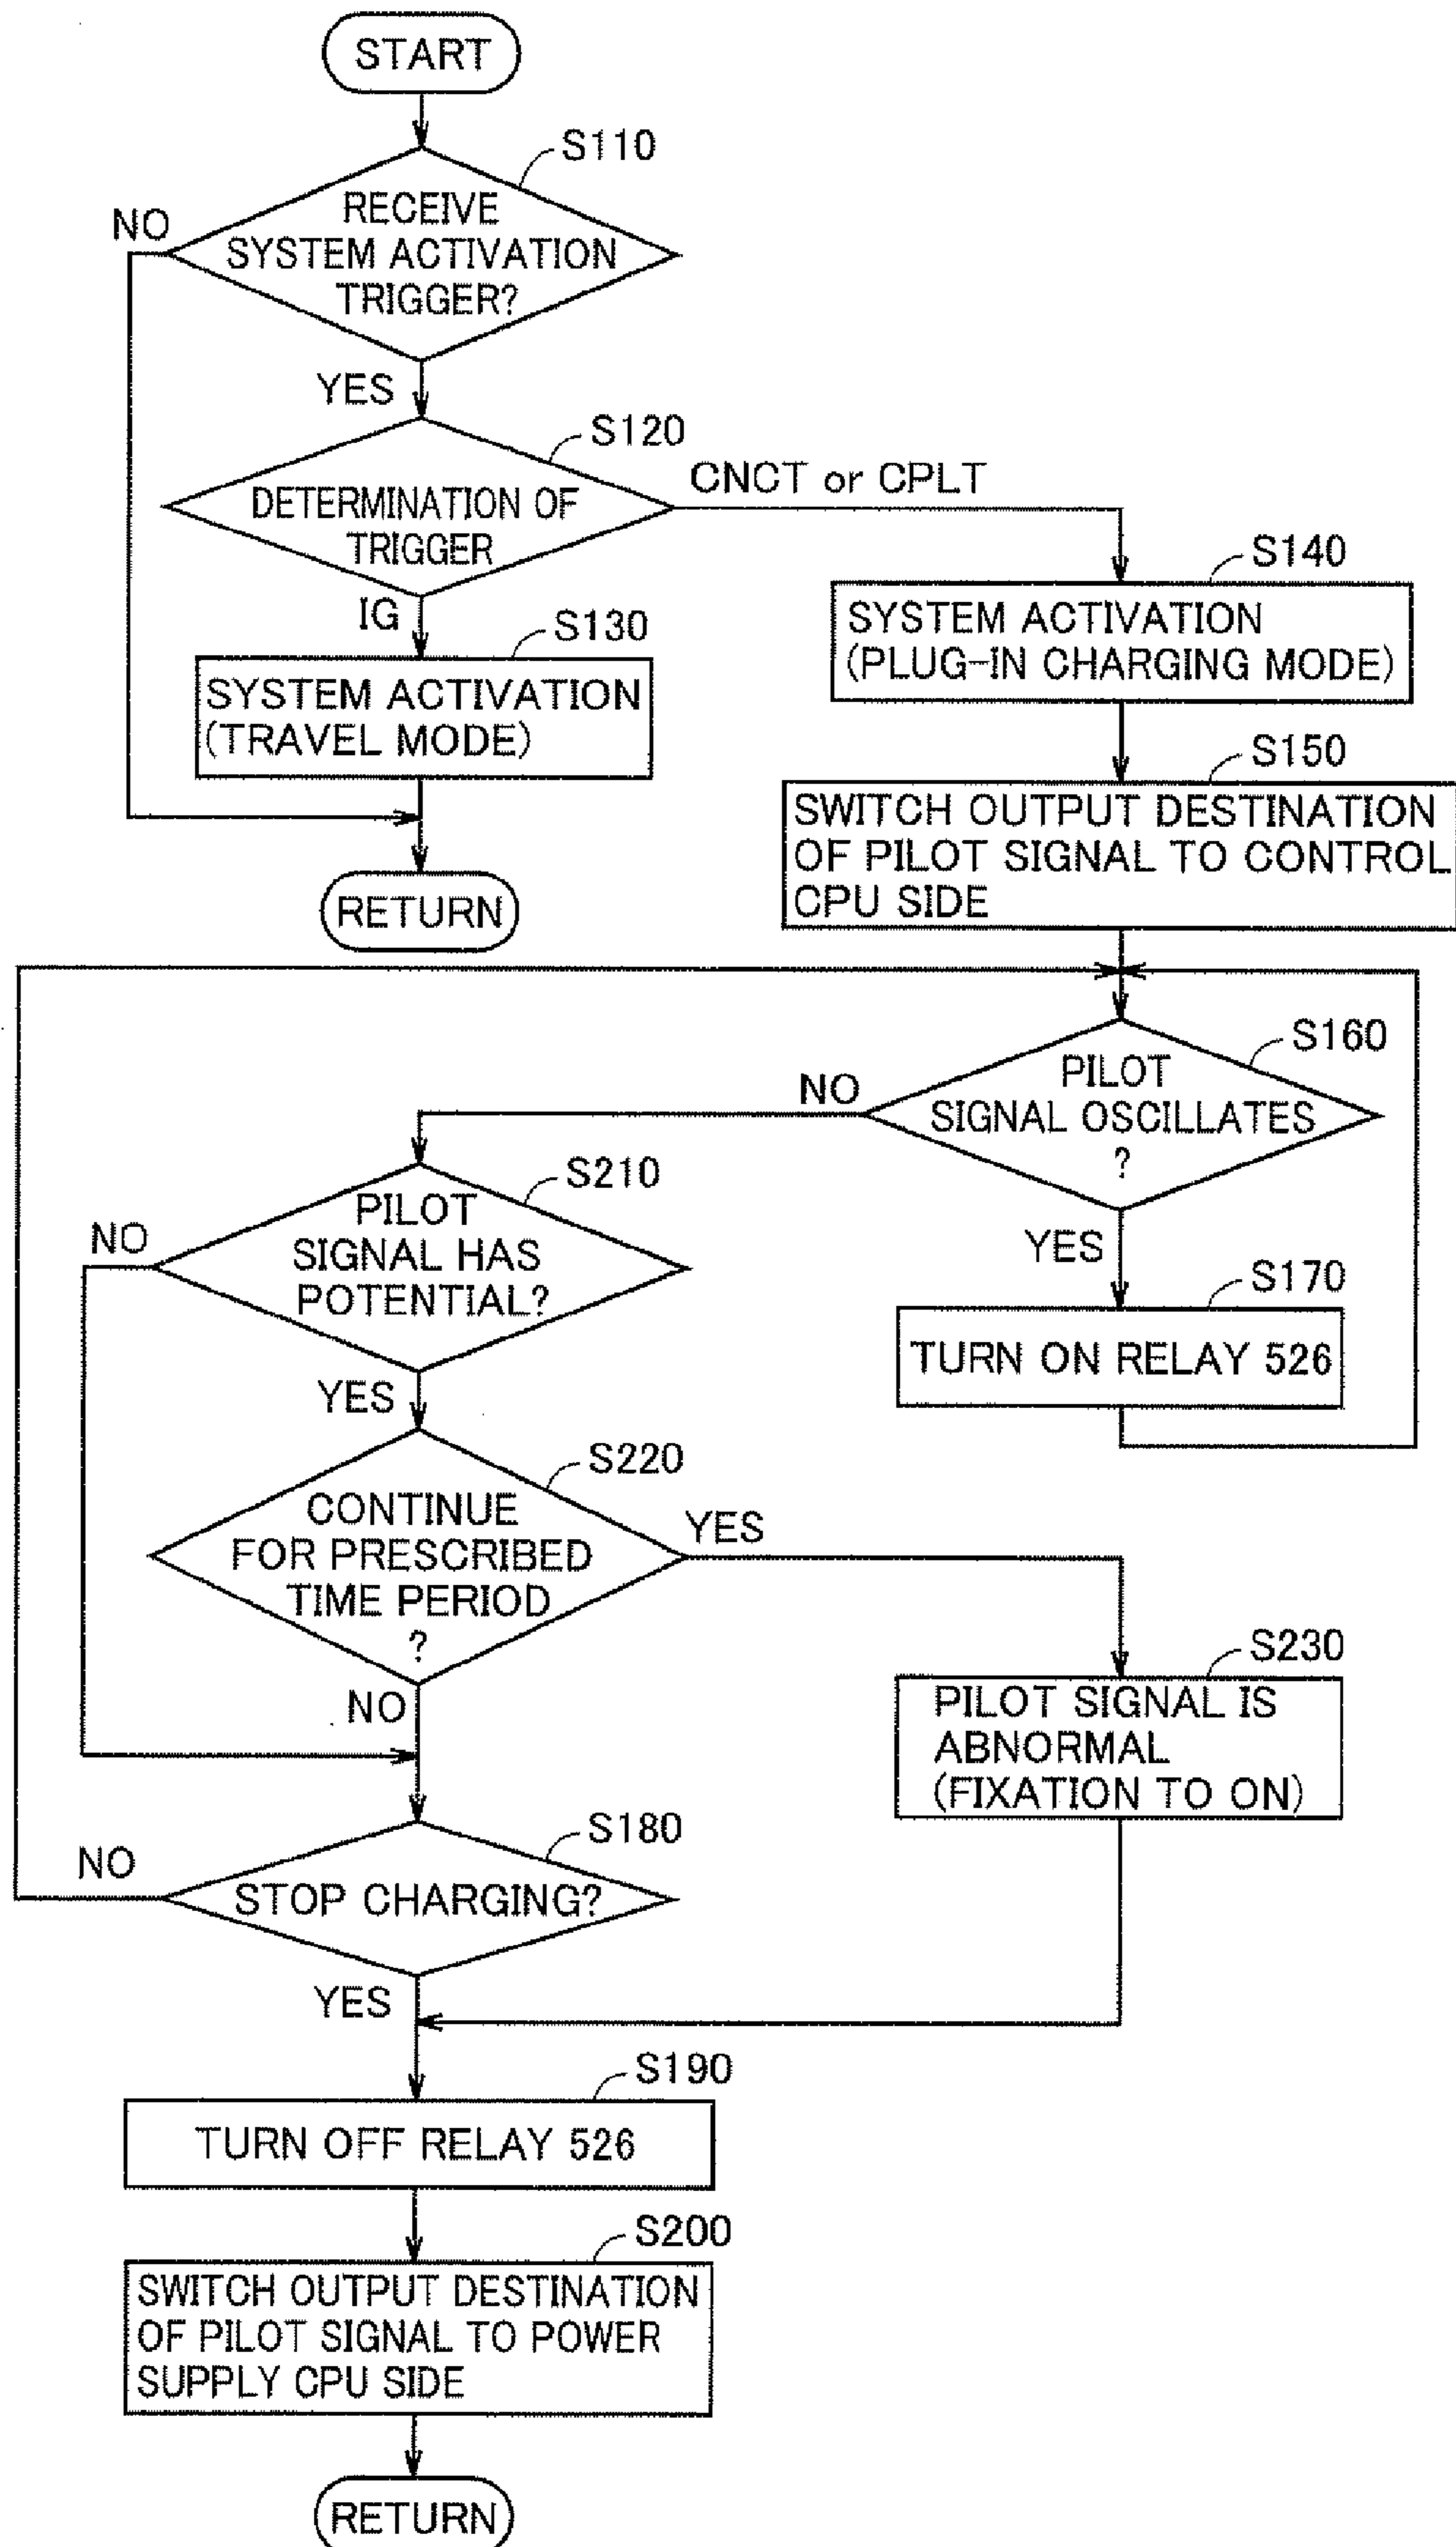 START
S110
NO
RECEIVE
SYSTEM ACTIVATION
TRIGGER?
YES
S120
CNCT or CPLT
DETERMINATION OF
TRIGGER
IG
S130
SYSTEM ACTIVATION
(TRAVEL MODE)
RETURN
S140
SYSTEM ACTIVATION
(PLUG-IN CHARGING MODE)
S150
SWITCH OUTPUT DESTINATION
OF PILOT SIGNAL TO CONTROL
CPU SIDE
S160
NO
PILOT
SIGNAL OSCILLATES
?
YES
S170
TURN ON RELAY 526
S210
NO
PILOT
SIGNAL HAS
POTENTIAL?
YES
S220
YES
CONTINUE
FOR PRESCRIBED
TIME PERIOD
?
NO
S230
PILOT SIGNAL IS
ABNORMAL
(FIXATION TO ON)
S180
NO
STOP CHARGING?
YES
S190
TURN OFF RELAY 526
S200
SWITCH OUTPUT DESTINATION
OF PILOT SIGNAL TO POWER
SUPPLY CPU SIDE
RETURN